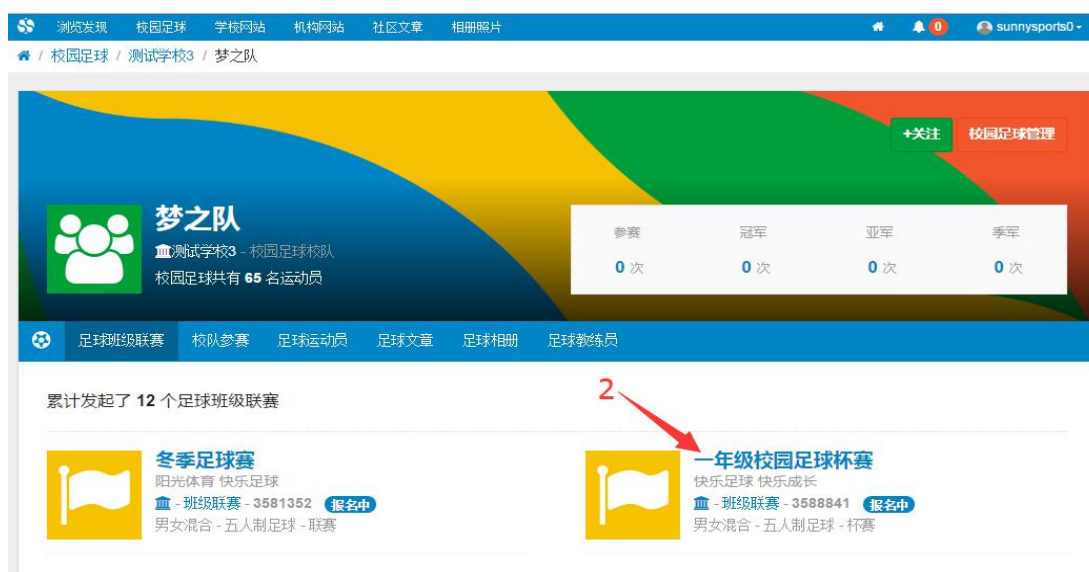 浏览发现 校园足球 学校网站 机构网站 社区文章 相册照片 0 sunnysports0
/ 校园足球 / 测试学校3 / 梦之队
+关注 校园足球管理
梦之队
测试学校3 - 校园足球校队
校园足球共有 65 名运动员
参赛 冠军 亚军 季军
0 次 0 次 0 次 0 次
足球班级联赛 校队参赛 足球运动员 足球文章 足球相册 足球教练员
累计发起了 12 个足球班级联赛
2
冬季足球赛
阳光体育 快乐足球
- 班级联赛 - 3581352 报名中
男女混合 - 五人制足球 - 联赛
一年级校园足球杯赛
快乐足球 快乐成长
- 班级联赛 - 3588841 报名中
男女混合 - 五人制足球 - 杯赛